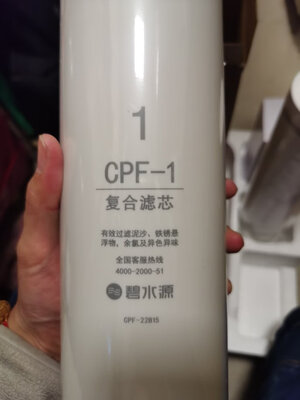 1
CPF-1
复合滤芯
有效过滤泥沙、铁锈悬
浮物，余氯及异色异味
全国客服热线
4000-2000-51
碧水源
CPF-22B15